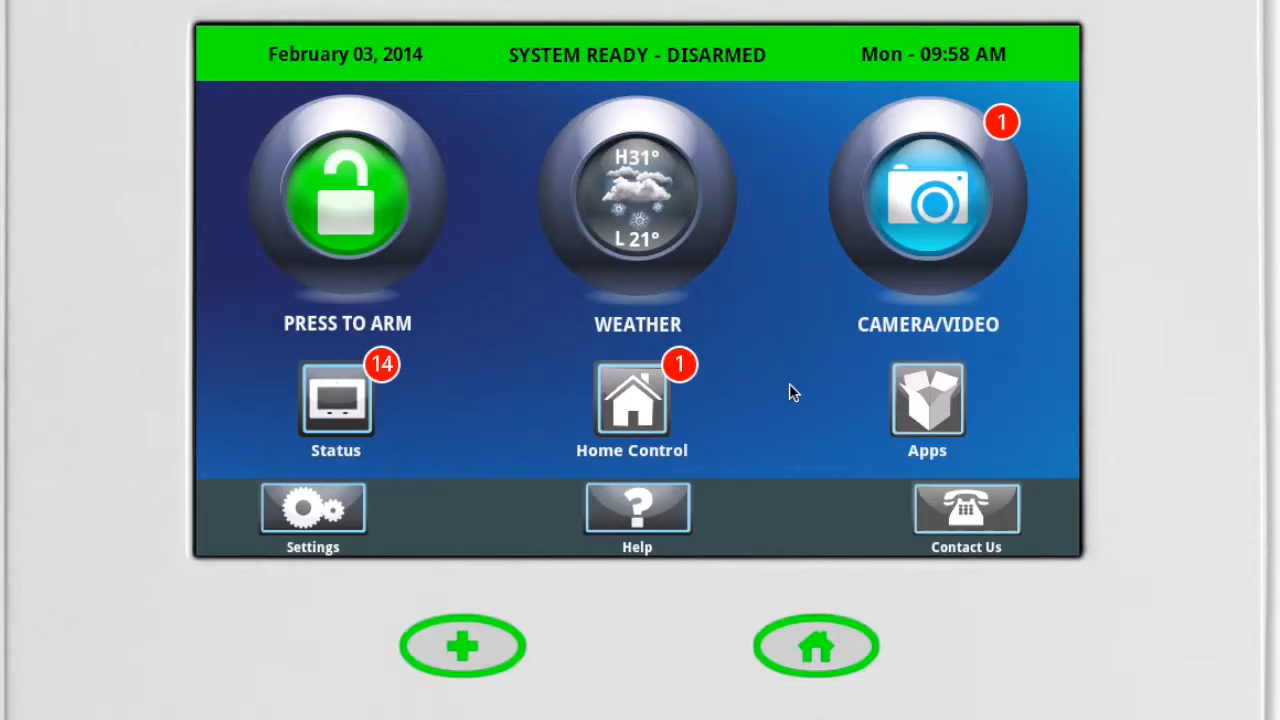 February 03, 2014 SYSTEM READY - DISARMED Mon - 09:58 AM
1
H31°
L 21°
PRESS TO ARM WEATHER CAMERA/VIDEO
14 1
Status Home Control Apps
?
Settings Help Contact Us